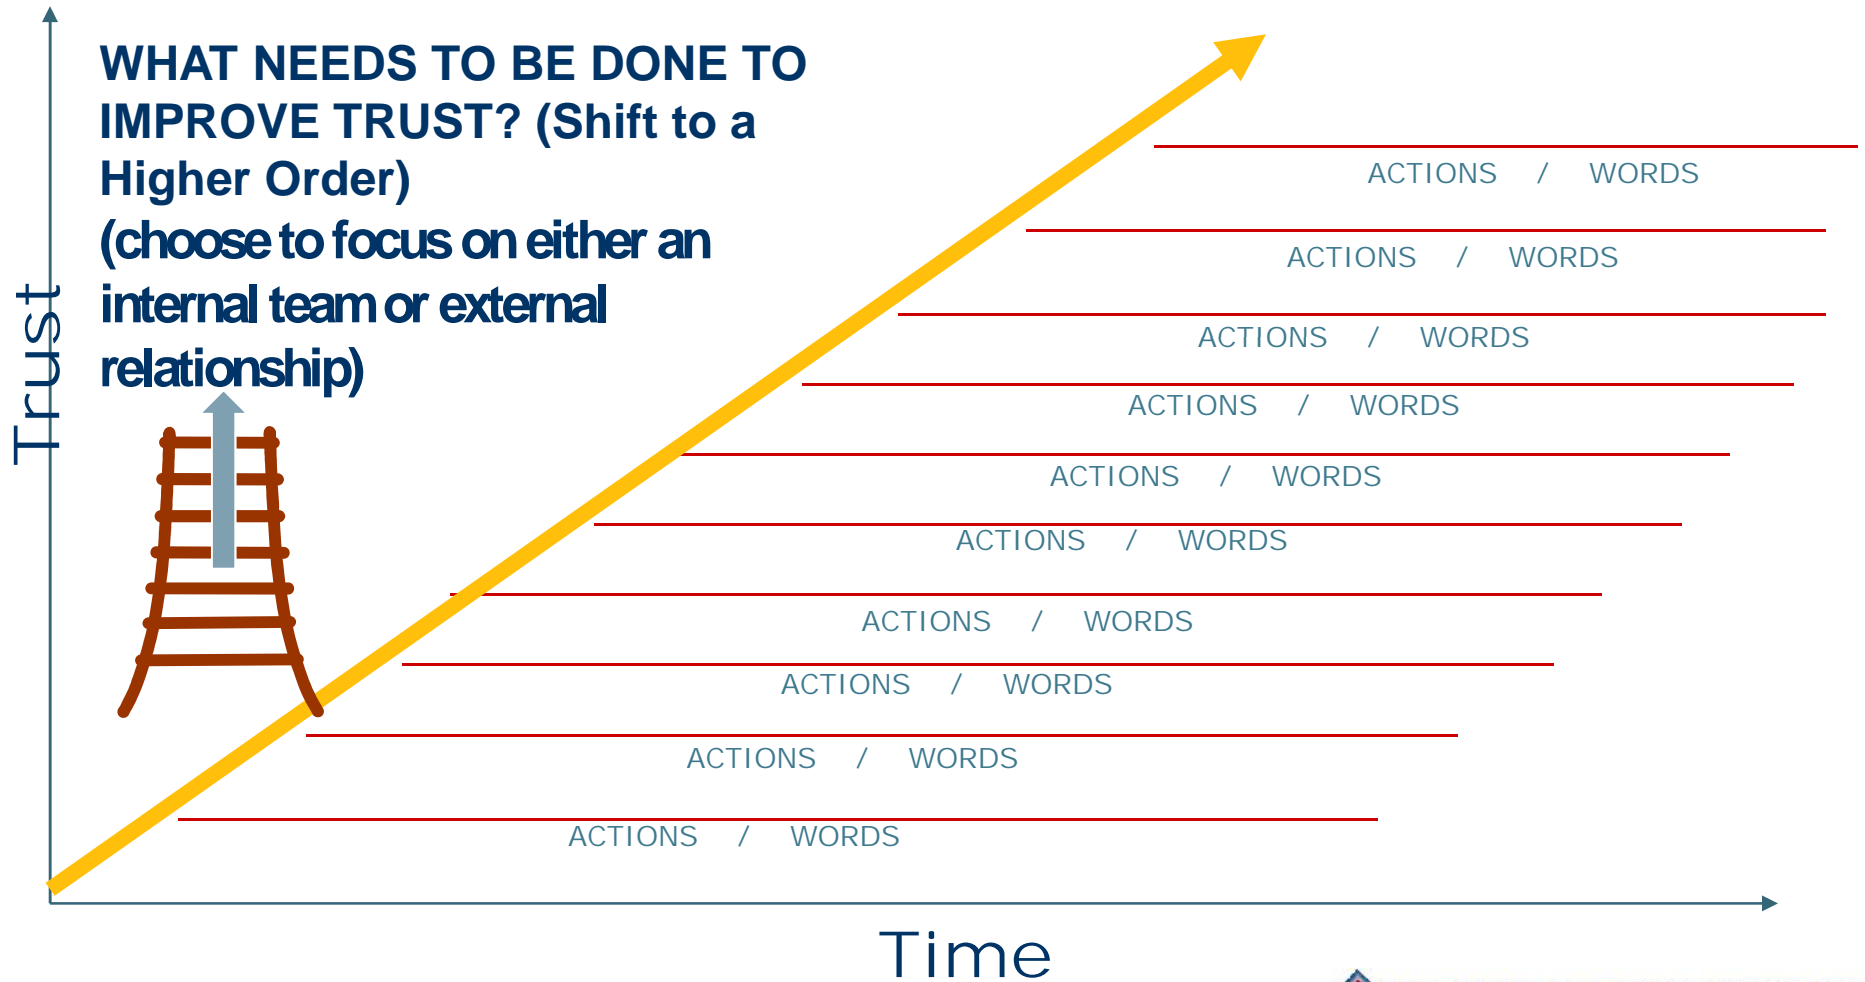 WHAT NEEDS TO BE DONE TO
IMPROVE TRUST? (Shift to a
Higher Order)
(choose to focus on either an
internal team or external
relationship)
Trust
ACTIONS / WORDS
ACTIONS / WORDS
ACTIONS / WORDS
ACTIONS / WORDS
ACTIONS / WORDS
ACTIONS / WORDS
ACTIONS / WORDS
ACTIONS / WORDS
ACTIONS / WORDS
ACTIONS / WORDS
Time